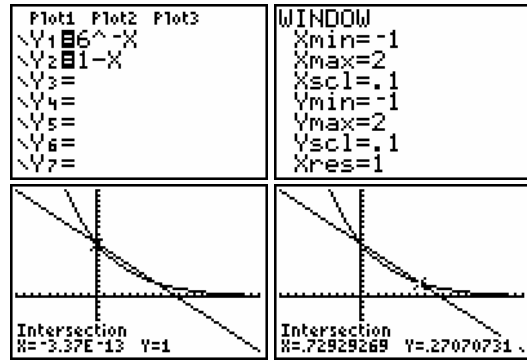 Plot1 Plot2 Plot3
\Y1=6^-X
\Y2=1-X
\Y3=
\Y4=
\Y5=
\Y6=
\Y7=
WINDOW
Xmin=-1
Xmax=2
Xscl=.1
Ymin=-1
Ymax=2
Yscl=.1
Xres=1
Intersection
X=-3.37E-13 Y=1
Intersection
X=.72929269 Y=.27070731